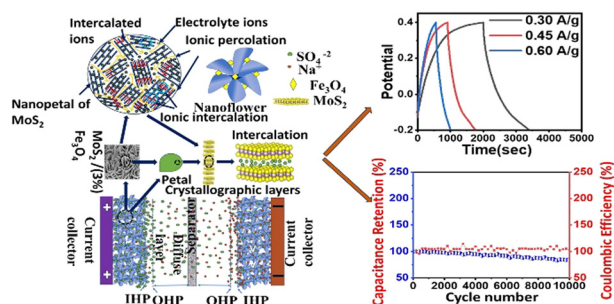 Intercalated
ions
Electrolyte ions
Ionic percolation
SO₄⁻²
Na⁺
Fe₃O₄
MoS₂
Nanoflower
Nanopetal of
MoS₂
Ionic intercalation
MoS₂/(3%)
Fe₃O₄
Intercalation
Petal
Crystallographic layers
Current
collector
+
Diffuse
layer
Separator
−
Current
collector
IHP
OHP
OHP
IHP
Potential
0.4
0.2
0.0
-0.2
0.30 A/g
0.45 A/g
0.60 A/g
0
1000
2000
3000
4000
5000
Time(sec)
Capacitance Retention (%)
250
200
150
100
50
0
2000
4000
6000
8000
10000
Cycle number
Coulombic Efficiency (%)
250
200
150
100
50